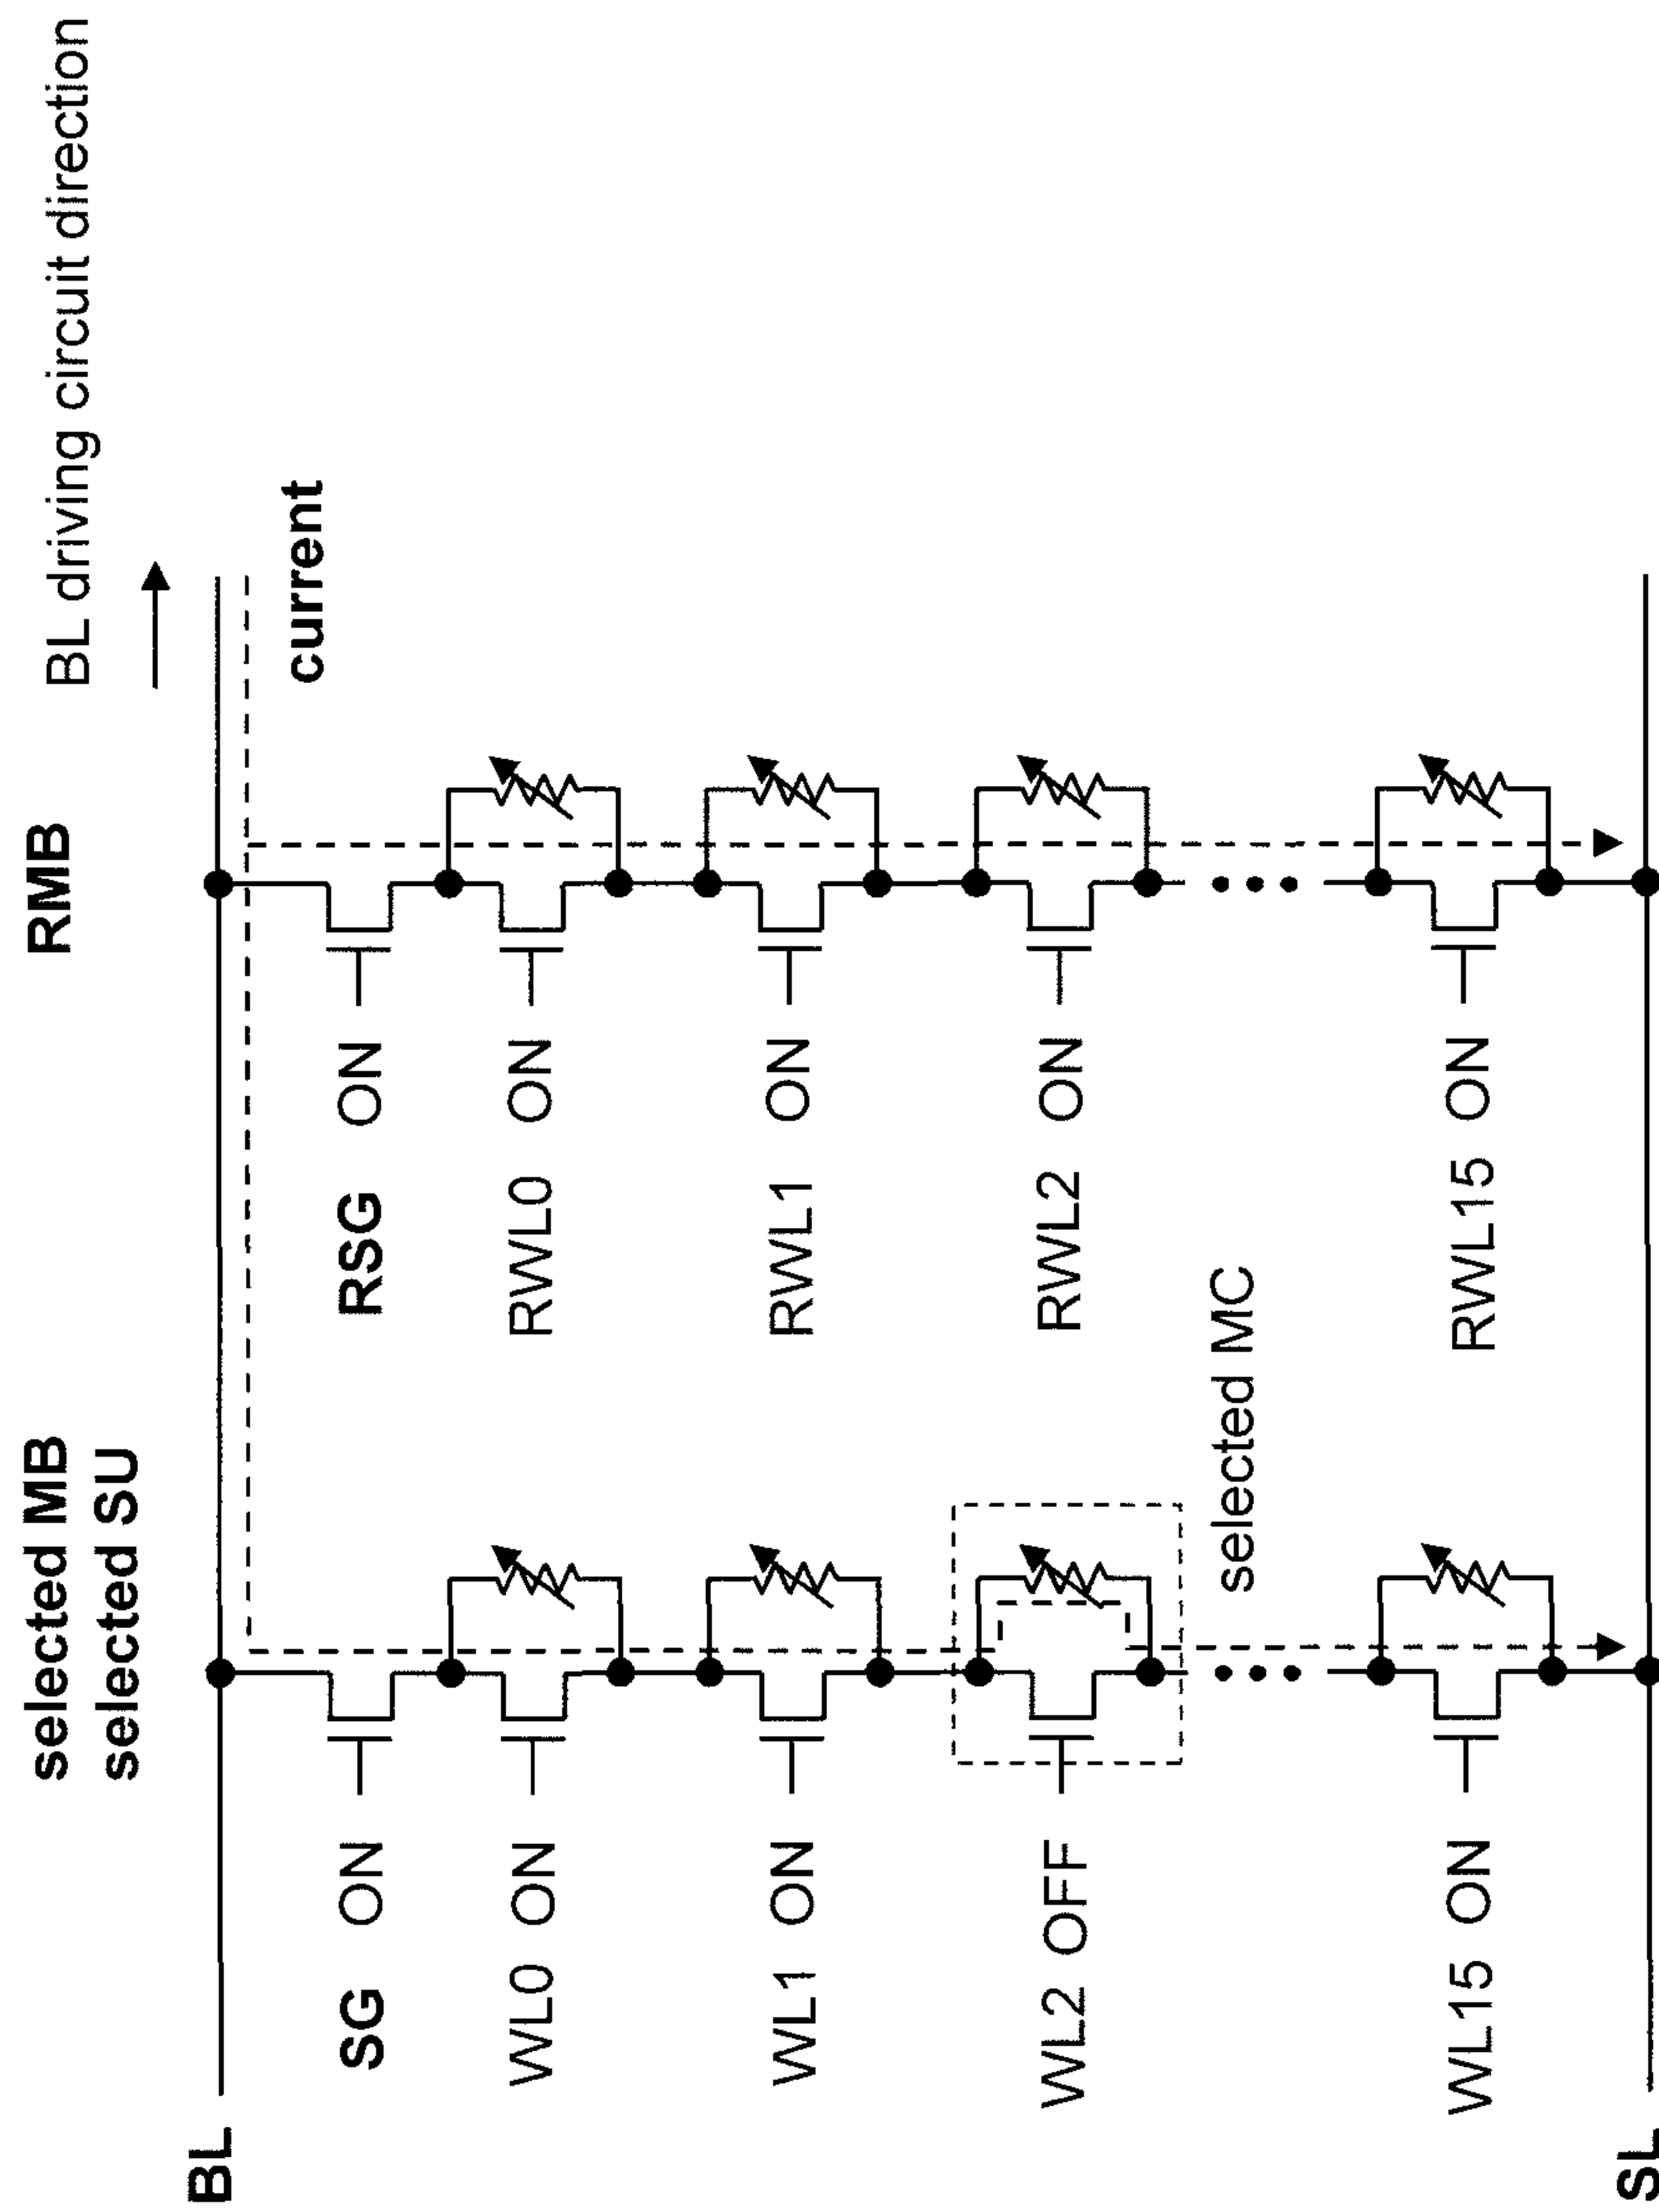 BL driving circuit direction
selected MB
selected SU
RMB
BL
current
SG ON
RSG ON
WL0 ON
RWL0 ON
WL1 ON
RWL1 ON
WL2 OFF
RWL2 ON
selected MC
WL15 ON
RWL15 ON
SL